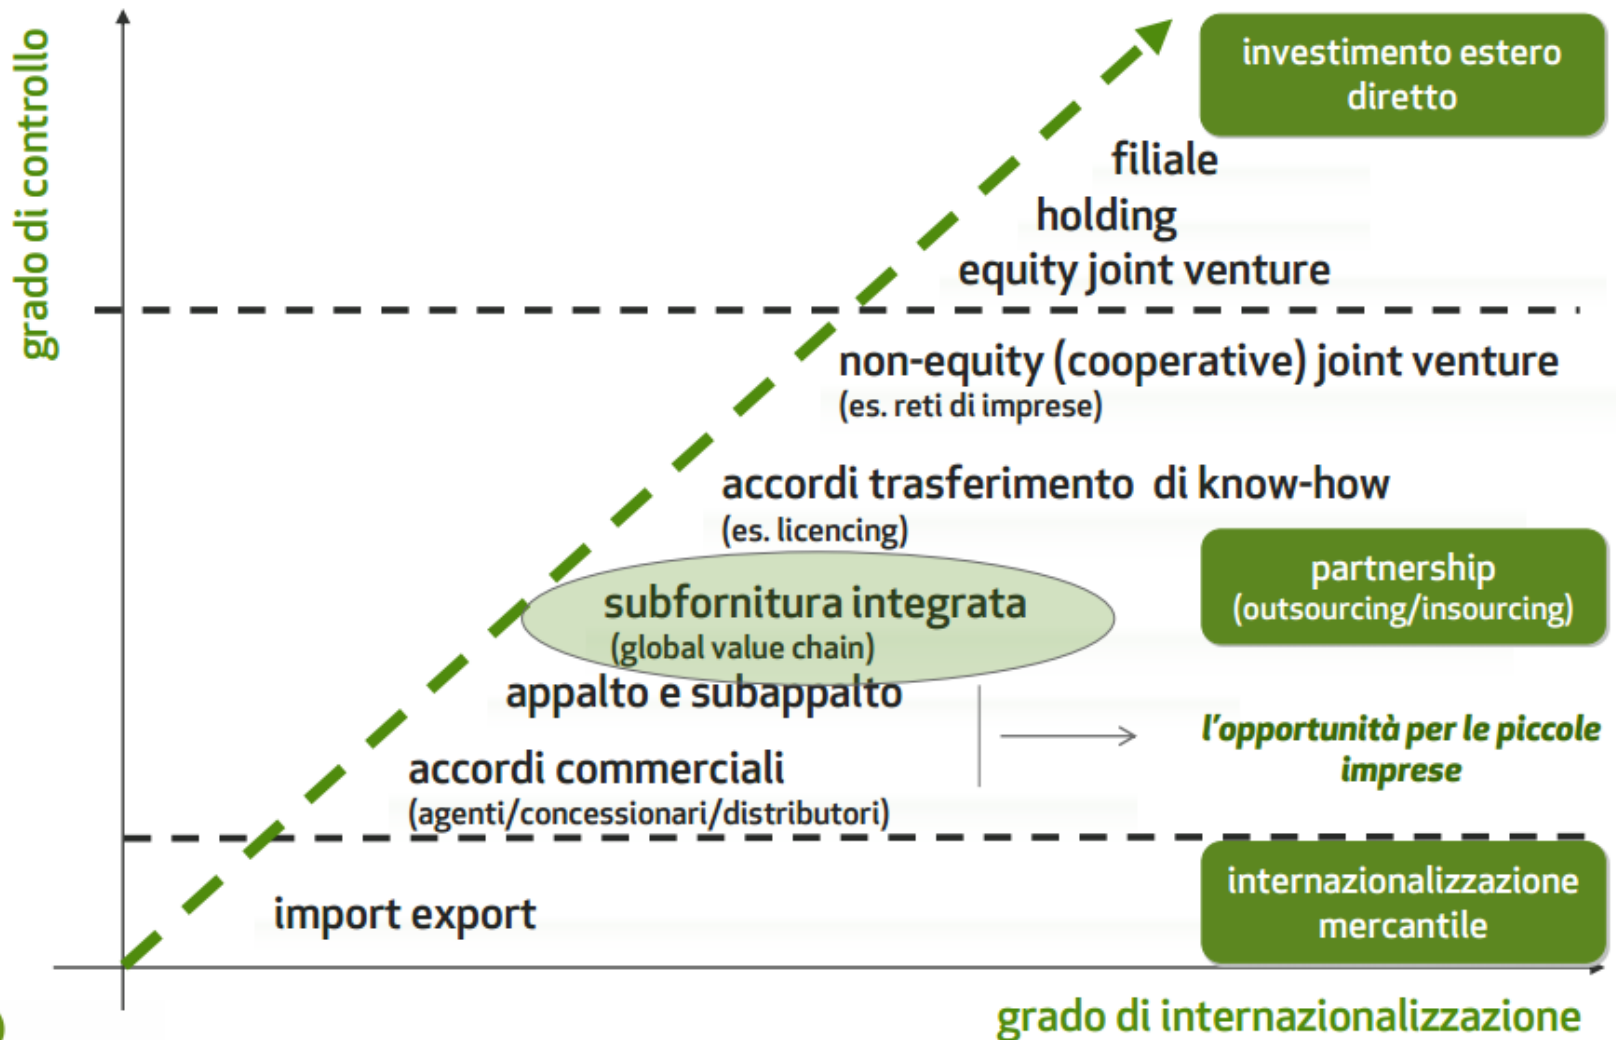 grado di controllo
investimento estero
diretto
filiale
holding
equity joint venture
non-equity (cooperative) joint venture
(es. reti di imprese)
accordi trasferimento di know-how
(es. licencing)
subfornitura integrata
(global value chain)
partnership
(outsourcing/insourcing)
appalto e subappalto
l'opportunità per le piccole
imprese
accordi commerciali
(agenti/concessionari/distributori)
internazionalizzazione
mercantile
import export
grado di internazionalizzazione